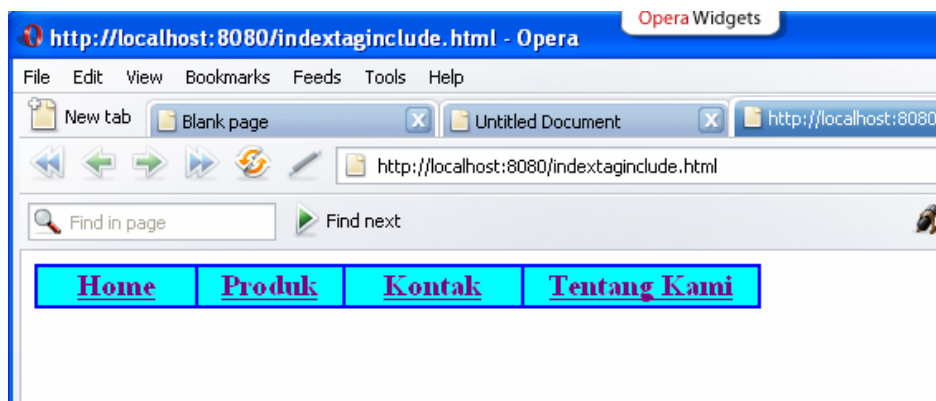 Opera Widgets
http://localhost:8080/indextaginclude.html - Opera
File Edit View Bookmarks Feeds Tools Help
New tab Blank page Untitled Document http://localhost:8080
http://localhost:8080/indextaginclude.html
Find in page Find next
Home Produk Kontak Tentang Kami